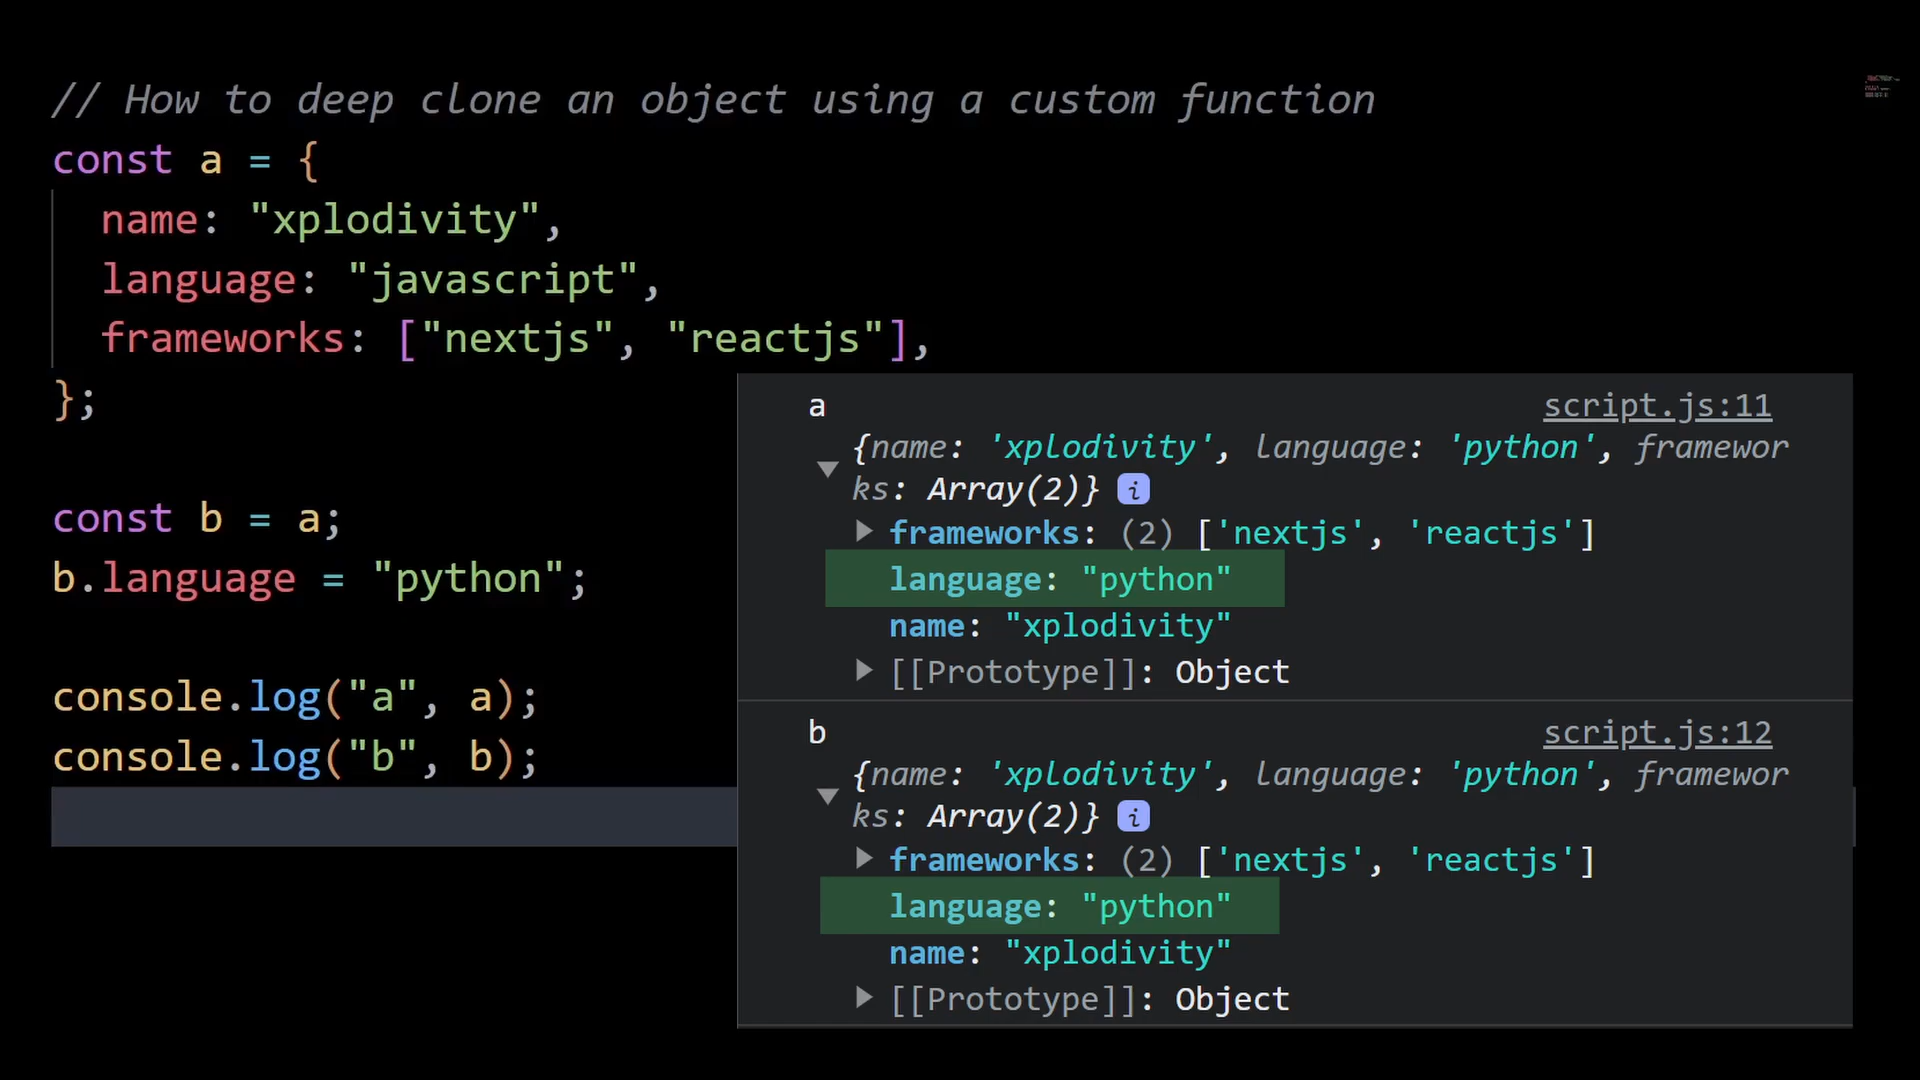 // How to deep clone an object using a custom function
const a = {
name: "xplodivity",
language: "javascript",
frameworks: ["nextjs", "reactjs"],
};
const b = a;
b.language = "python";
console.log("a", a);
console.log("b", b);
a script.js:11
{name: 'xplodivity', language: 'python', framewor
ks: Array(2)} i
frameworks: (2) ['nextjs', 'reactjs']
language: "python"
name: "xplodivity"
[[Prototype]]: Object
b script.js:12
{name: 'xplodivity', language: 'python', framewor
ks: Array(2)} i
frameworks: (2) ['nextjs', 'reactjs']
language: "python"
name: "xplodivity"
[[Prototype]]: Object